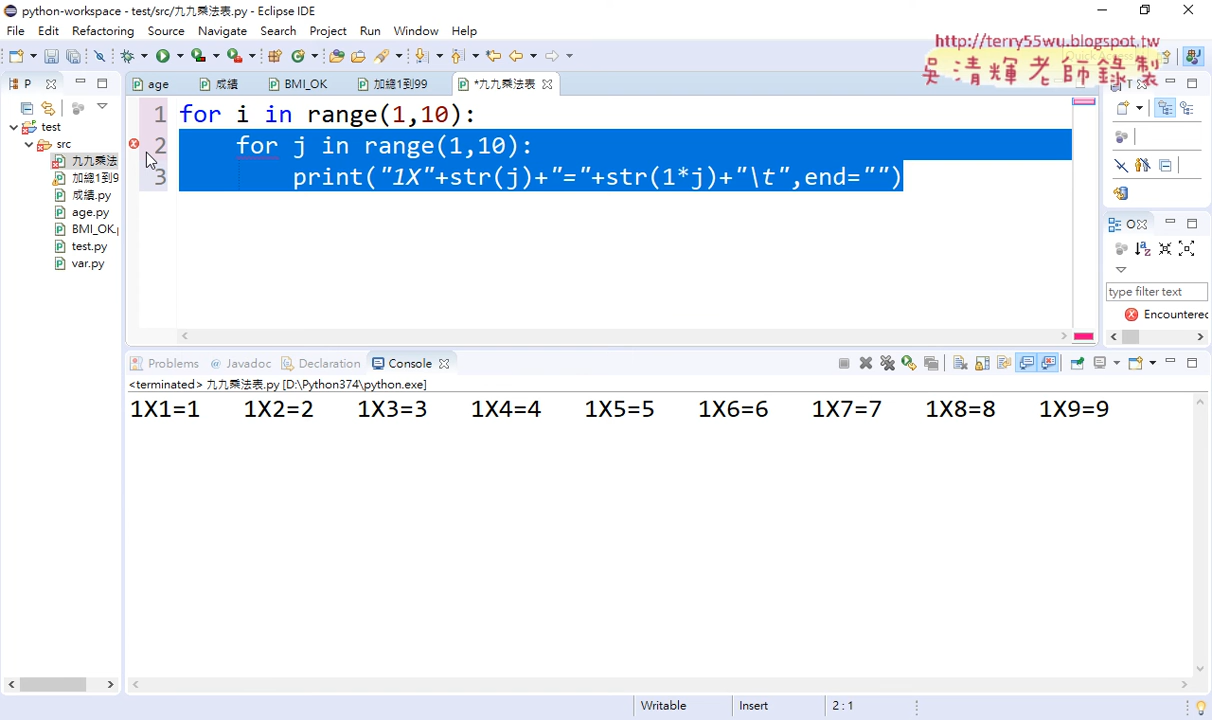 python-workspace - test/src/九九乘法表.py - Eclipse IDE
File Edit Refactoring Source Navigate Search Project Run Window Help
http://terry55wu.blogspot.tw
吳清輝老師錄製
P
age
成績
BMI_OK
加總1到99
*九九乘法表
test
src
九九乘法
加總1到9
成績.py
age.py
BMI_OK.p
test.py
var.py
1 for i in range(1,10):
2 for j in range(1,10):
3 print("1X"+str(j)+"="+str(1*j)+"\t",end="")
O
type filter text
Encountered
Problems Javadoc Declaration Console
<terminated> 九九乘法表.py [D:\Python374\python.exe]
1X1=1 1X2=2 1X3=3 1X4=4 1X5=5 1X6=6 1X7=7 1X8=8 1X9=9
Writable Insert 2 : 1